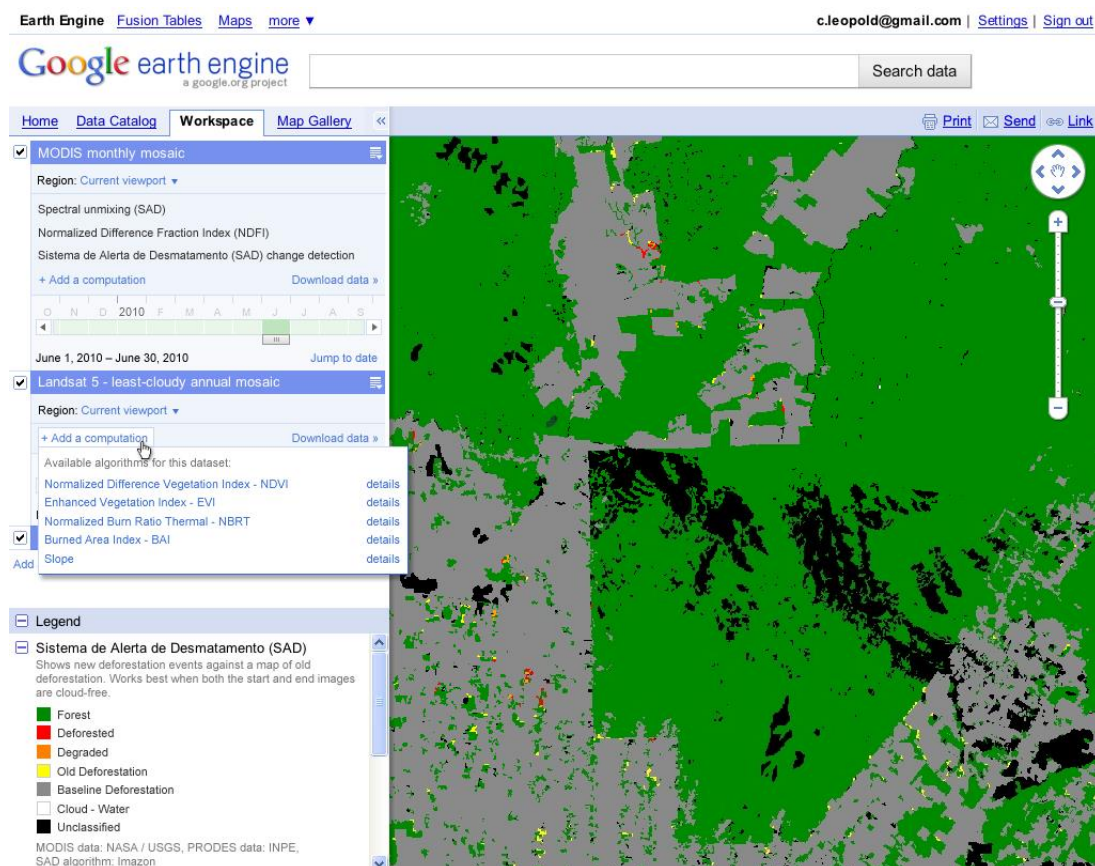 Earth Engine Fusion Tables Maps more ▼ c.leopold@gmail.com | Settings | Sign out
Google earth engine
a google.org project
Search data
Home Data Catalog Workspace Map Gallery «
Print Send Link
MODIS monthly mosaic
Region: Current viewport ▾
Spectral unmixing (SAD)
Normalized Difference Fraction Index (NDFI)
Sistema de Alerta de Desmatamento (SAD) change detection
+ Add a computation Download data »
O N D 2010 F M A M J J A S
June 1, 2010 – June 30, 2010 Jump to date
Landsat 5 - least-cloudy annual mosaic
Region: Current viewport ▾
+ Add a computation Download data »
Available algorithms for this dataset:
Normalized Difference Vegetation Index - NDVI details
Enhanced Vegetation Index - EVI details
Normalized Burn Ratio Thermal - NBRT details
Burned Area Index - BAI details
Slope details
Add
Legend
Sistema de Alerta de Desmatamento (SAD)
Shows new deforestation events against a map of old
deforestation. Works best when both the start and end images
are cloud-free.
Forest
Deforested
Degraded
Old Deforestation
Baseline Deforestation
Cloud - Water
Unclassified
MODIS data: NASA / USGS, PRODES data: INPE,
SAD algorithm: Imazon